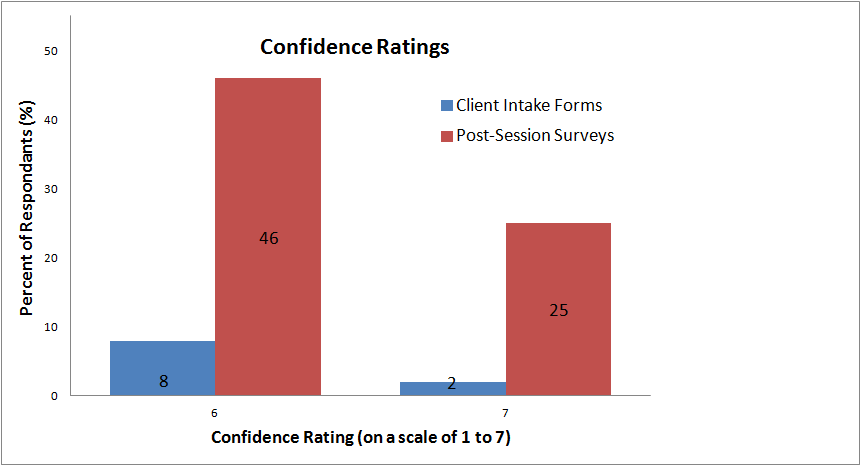 Confidence Ratings
Percent of Respondants (%)
50
40
30
20
10
0
Client Intake Forms
Post-Session Surveys
8
46
2
25
6
7
Confidence Rating (on a scale of 1 to 7)